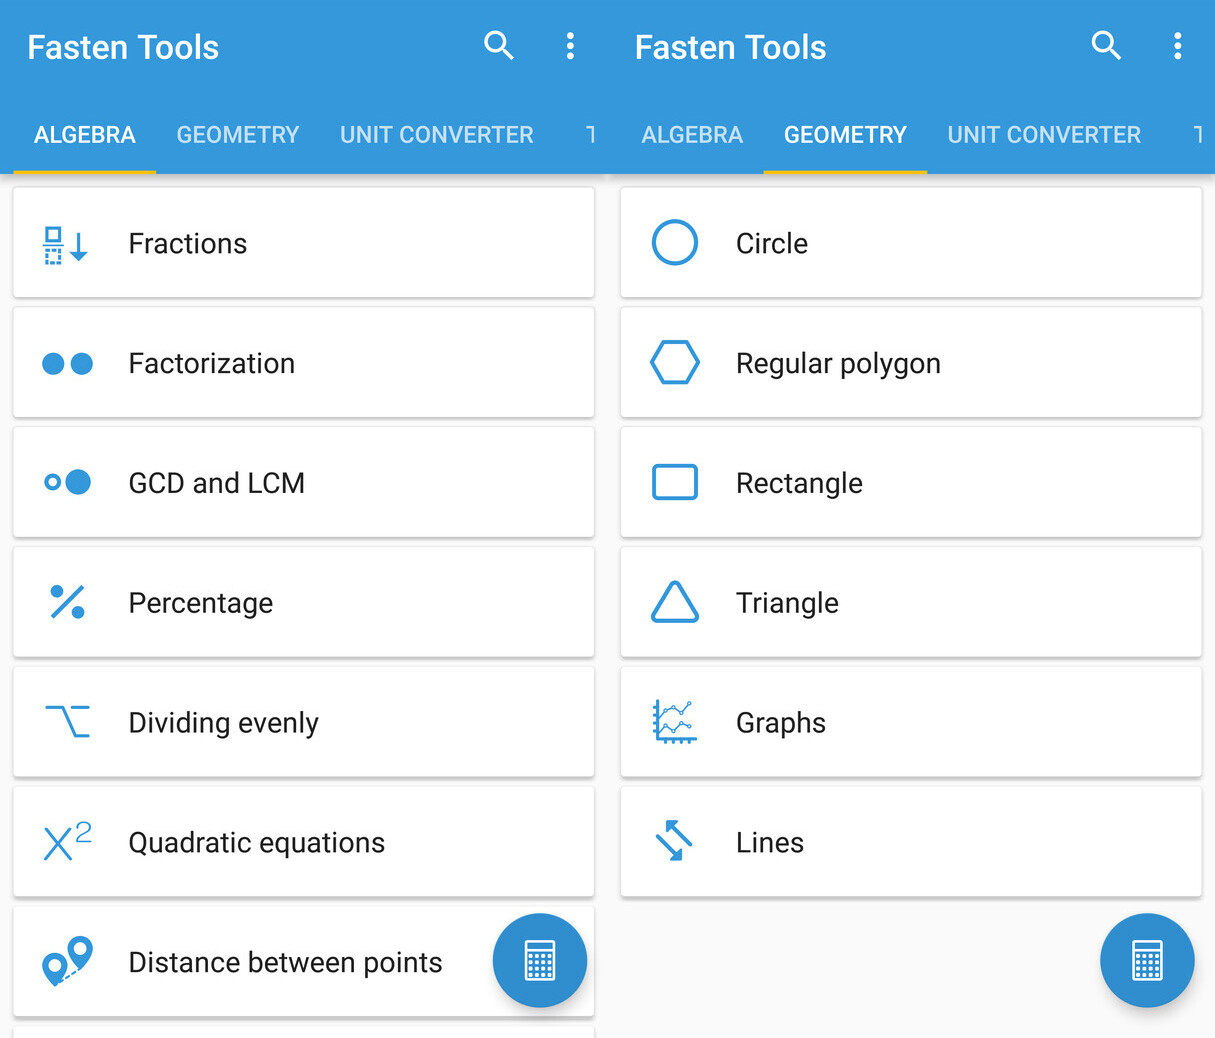 Fasten Tools
ALGEBRA GEOMETRY UNIT CONVERTER
Fractions
Factorization
GCD and LCM
Percentage
Dividing evenly
X2
Quadratic equations
Distance between points
Fasten Tools
ALGEBRA GEOMETRY UNIT CONVERTER
Circle
Regular polygon
Rectangle
Triangle
Graphs
Lines